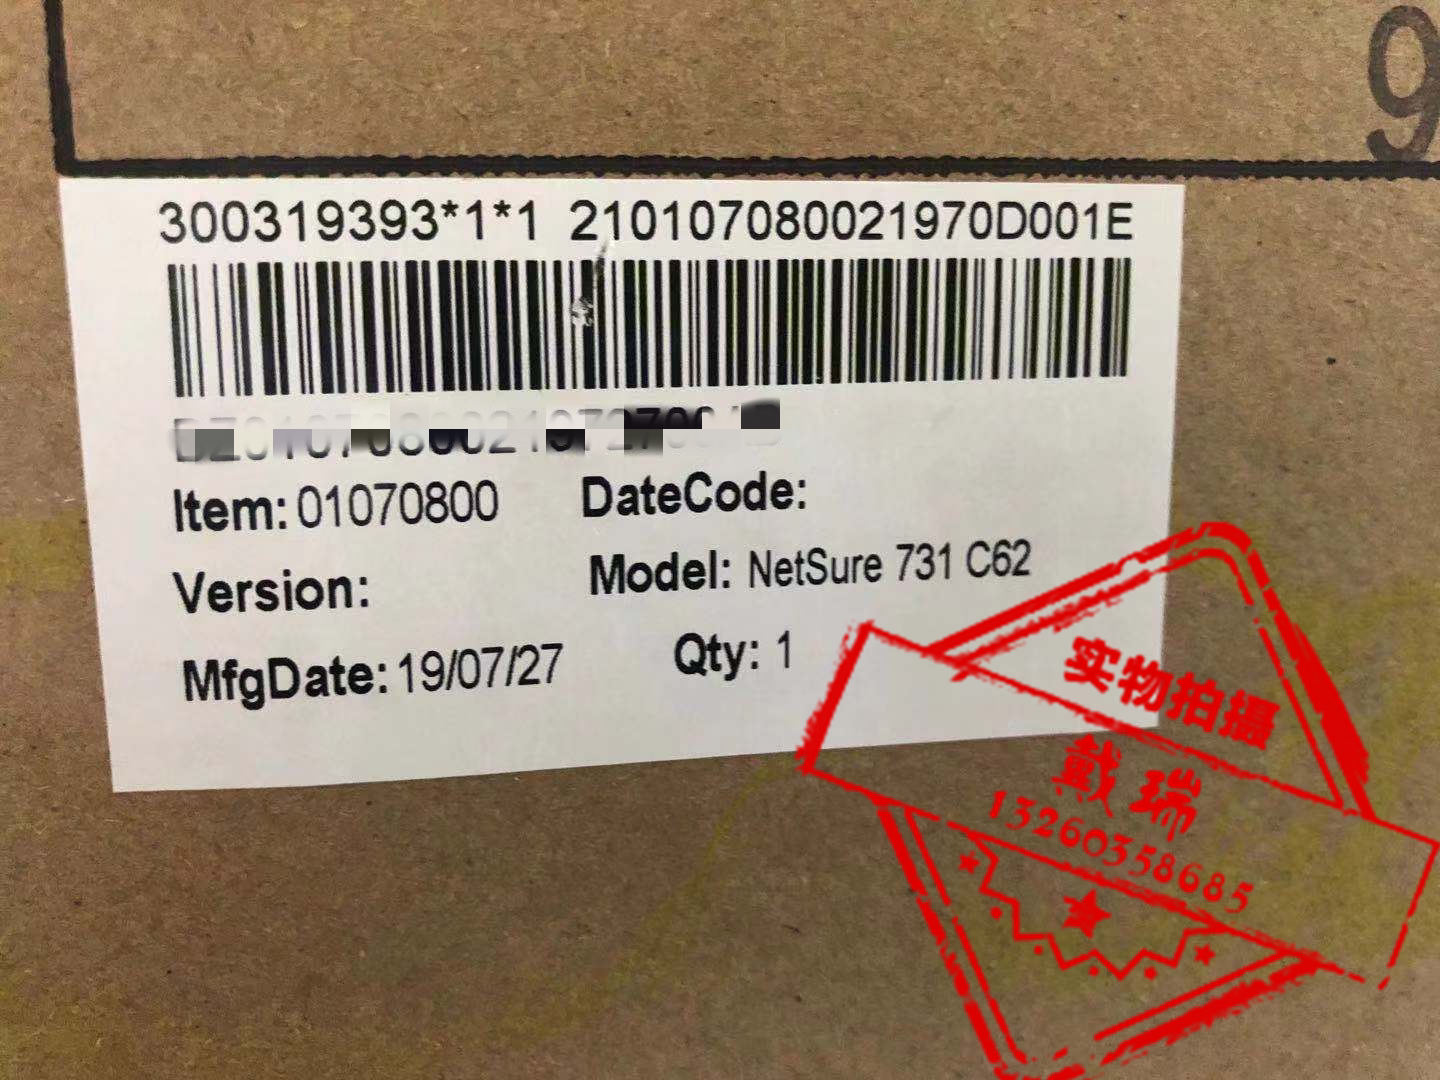 9
300319393*1*1 210107080021970D001E
Item: 01070800 DateCode:
Version: Model: NetSure 731 C62
MfgDate: 19/07/27 Qty: 1
实物拍摄
戴瑞
13260358685